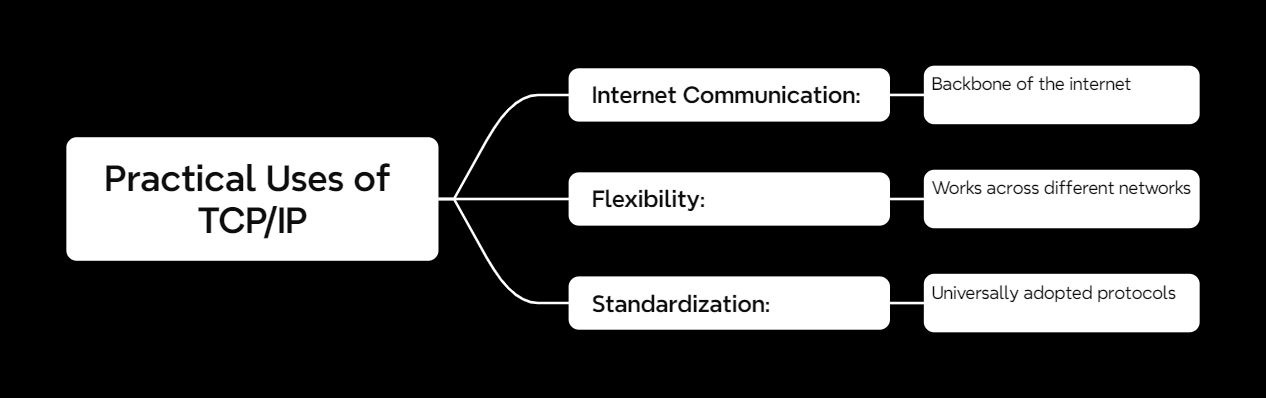 Practical Uses of
TCP/IP
Internet Communication:
Backbone of the internet
Flexibility:
Works across different networks
Standardization:
Universally adopted protocols